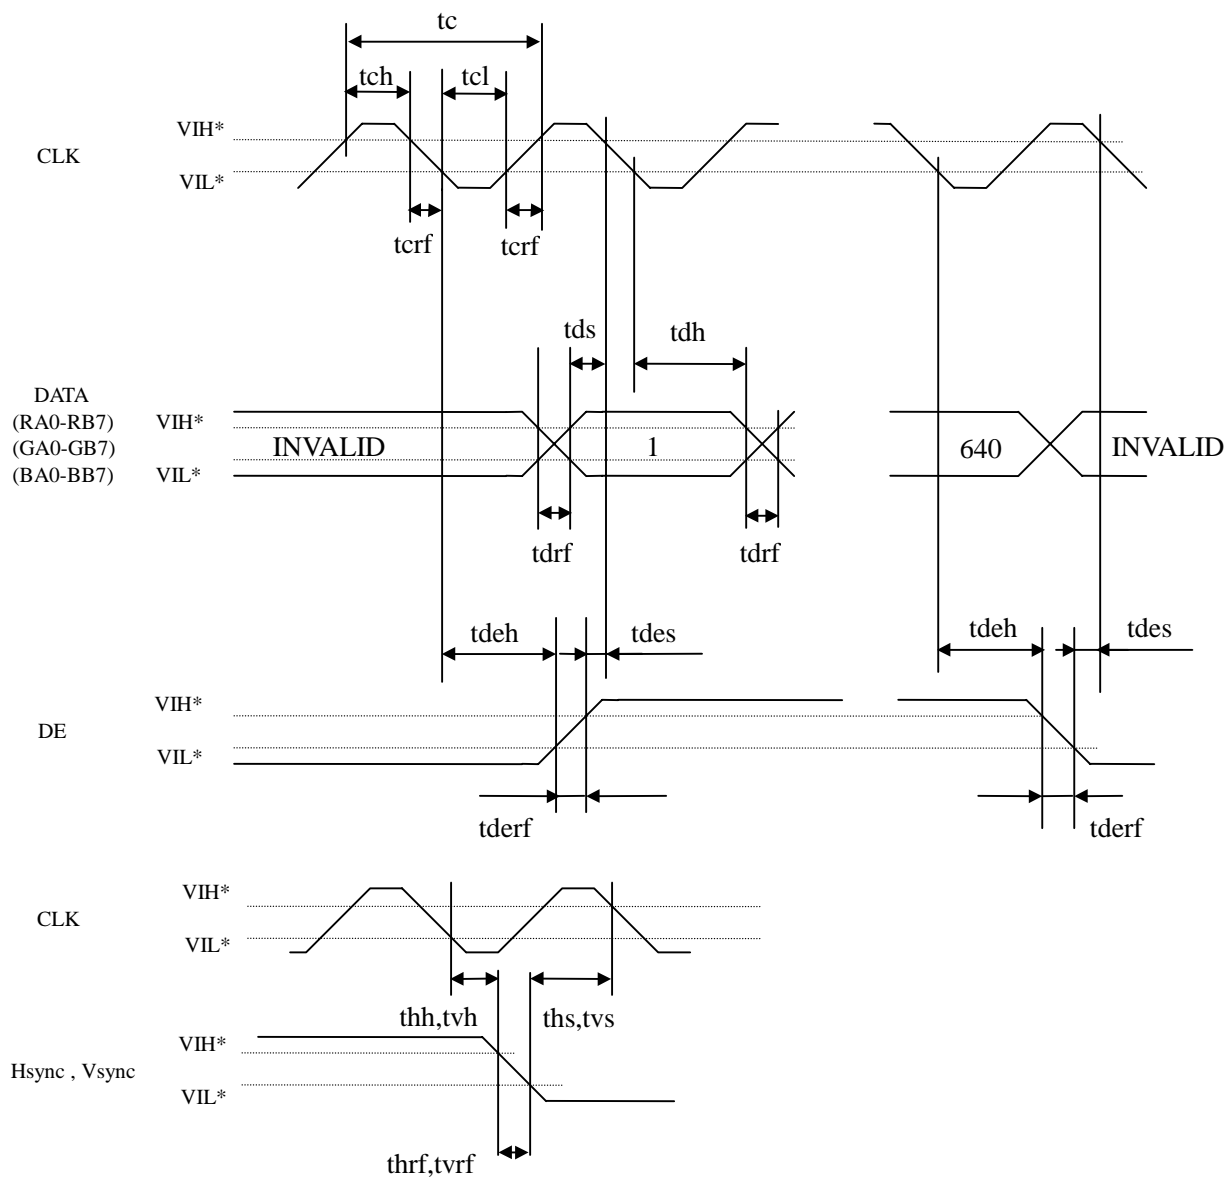 tc
tch
tcl
VIH*
CLK
VIL*
tcrf
tcrf
tds
tdh
DATA
(RA0-RB7)
VIH*
(GA0-GB7)
INVALID
1
640
INVALID
(BA0-BB7)
VIL*
tdrf
tdrf
tdeh
tdes
tdeh
tdes
VIH*
DE
VIL*
tderf
tderf
VIH*
CLK
VIL*
thh,tvh
ths,tvs
VIH*
Hsync , Vsync
VIL*
thrf,tvrf